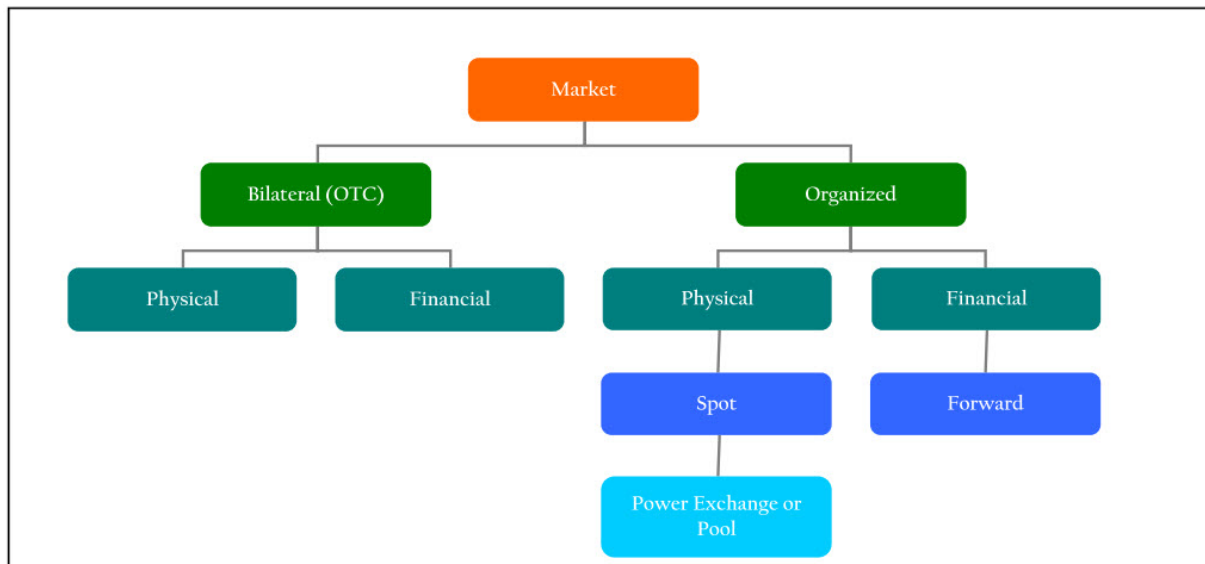 Market
Bilateral (OTC)
Organized
Physical
Financial
Physical
Financial
Spot
Forward
Power Exchange or
Pool